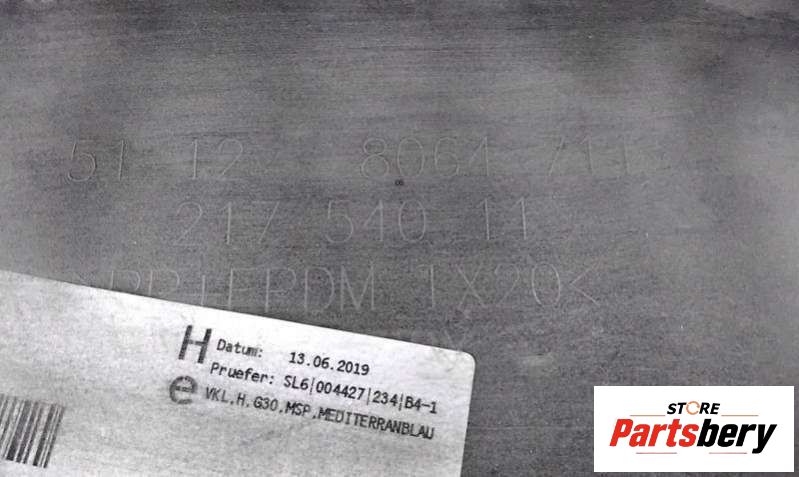 51 12 8064 711
217 540 11
>PP+EPDM TX20<
H Datum: 13.06.2019
Pruefer: SL6|004427|234|B4-1
e VKL.H.G30.MSP.MEDITERRANBLAU
STORE
Partsbery